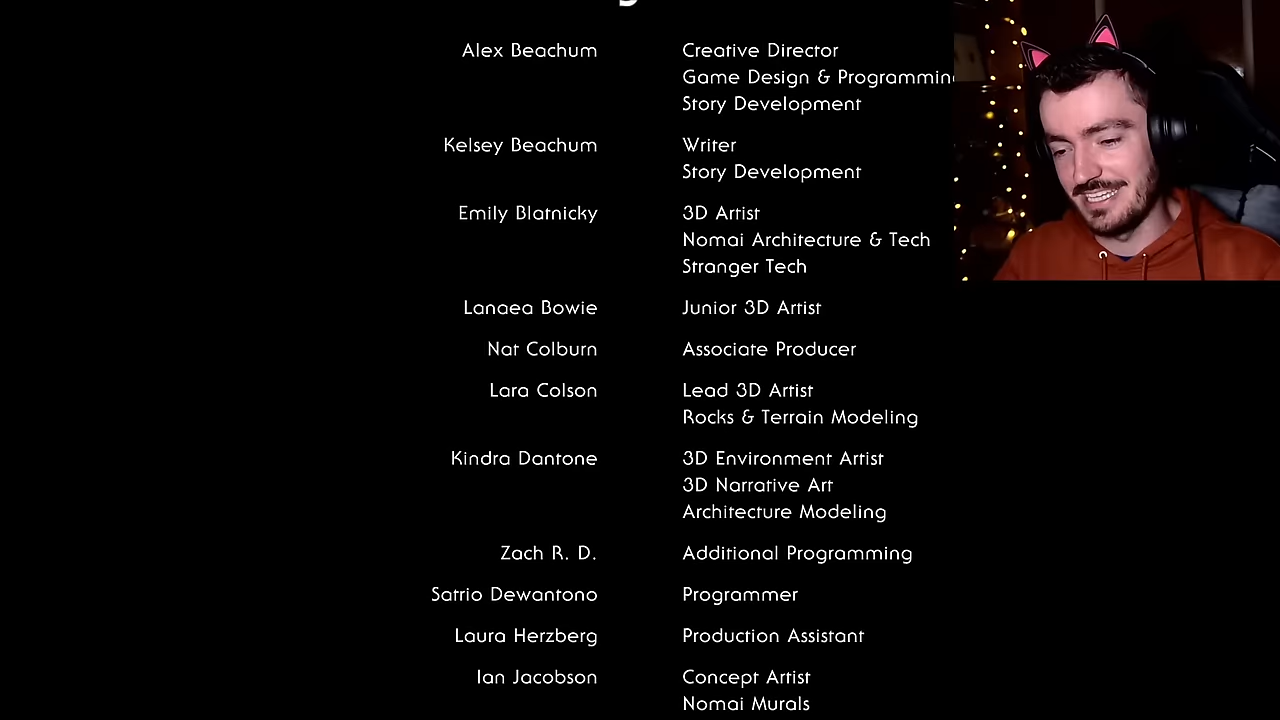 Alex Beachum Creative Director
Game Design & Programming
Story Development
Kelsey Beachum Writer
Story Development
Emily Blatnicky 3D Artist
Nomai Architecture & Tech
Stranger Tech
Lanaea Bowie Junior 3D Artist
Nat Colburn Associate Producer
Lara Colson Lead 3D Artist
Rocks & Terrain Modeling
Kindra Dantone 3D Environment Artist
3D Narrative Art
Architecture Modeling
Zach R. D. Additional Programming
Satrio Dewantono Programmer
Laura Herzberg Production Assistant
Ian Jacobson Concept Artist
Nomai Murals